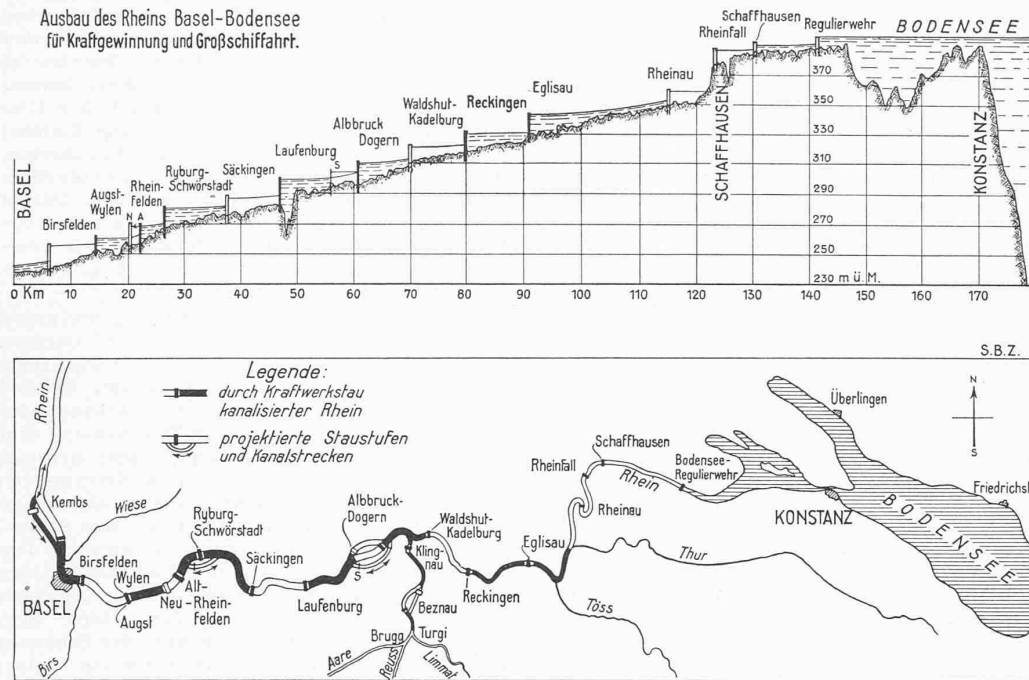 Ausbau des Rheins Basel-Bodensee
für Kraftgewinnung und Großschiffahrt.
BASEL
Birsfelden
Augst-
Wylen
N A
Rhein-
felden
Ryburg-
Schwörstadt
Säckingen
Laufenburg
S
Albbruck
Dogern
Waldshut-
Kadelburg
Reckingen
Eglisau
Rheinau
Rheinfall
SCHAFFHAUSEN
Schaffhausen
Regulierwehr
BODENSEE
KONSTANZ
370
350
330
310
290
270
250
230 m ü. M.
0 Km 10 20 30 40 50 60 70 80 90 100 110 120 130 140 150 160 170
S.B.Z.
Legende:
durch Kraftwerkstau
kanalisierter Rhein
projektierte Staustufen
und Kanalstrecken
N
S
Rhein
Kembs
Wiese
BASEL
Birs
Birsfelden
Wylen
Augst
Ryburg-
Schwörstadt
Alt-
Neu-Rhein-
felden
Säckingen
Laufenburg
Albbruck-
Dogern
S
Waldshut-
Kadelburg
Kling-
nau
Beznau
Brugg
Turgi
Aare
Reuss
Limmat
Reckingen
Eglisau
Töss
Thur
Rheinau
Rheinfall
Schaffhausen
Rhein
Bodensee-
Regulierwehr
KONSTANZ
Überlingen
Friedrichsh
BODENSEE